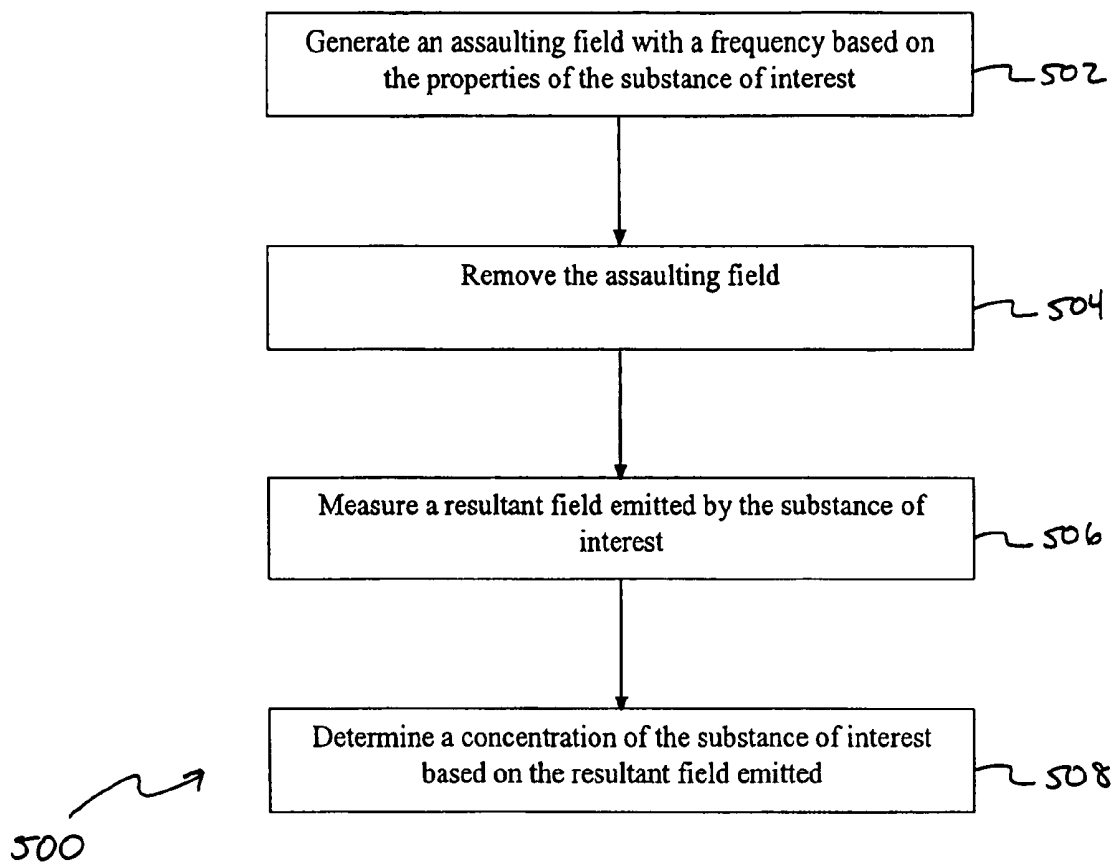 Generate an assaulting field with a frequency based on
the properties of the substance of interest
502
Remove the assaulting field
504
Measure a resultant field emitted by the substance of
interest
506
Determine a concentration of the substance of interest
based on the resultant field emitted
508
500